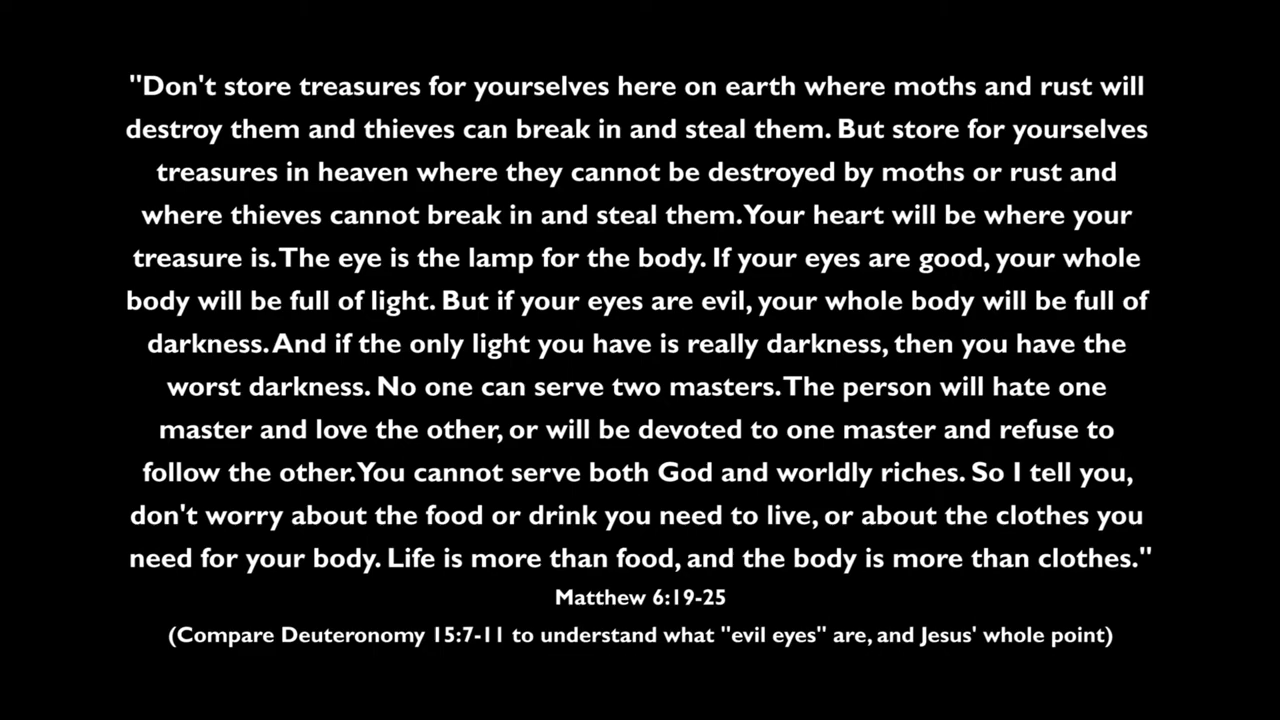 "Don't store treasures for yourselves here on earth where moths and rust will
destroy them and thieves can break in and steal them. But store for yourselves
treasures in heaven where they cannot be destroyed by moths or rust and
where thieves cannot break in and steal them. Your heart will be where your
treasure is. The eye is the lamp for the body. If your eyes are good, your whole
body will be full of light. But if your eyes are evil, your whole body will be full of
darkness. And if the only light you have is really darkness, then you have the
worst darkness. No one can serve two masters. The person will hate one
master and love the other, or will be devoted to one master and refuse to
follow the other. You cannot serve both God and worldly riches. So I tell you,
don't worry about the food or drink you need to live, or about the clothes you
need for your body. Life is more than food, and the body is more than clothes."
Matthew 6:19-25
(Compare Deuteronomy 15:7-11 to understand what "evil eyes" are, and Jesus' whole point)